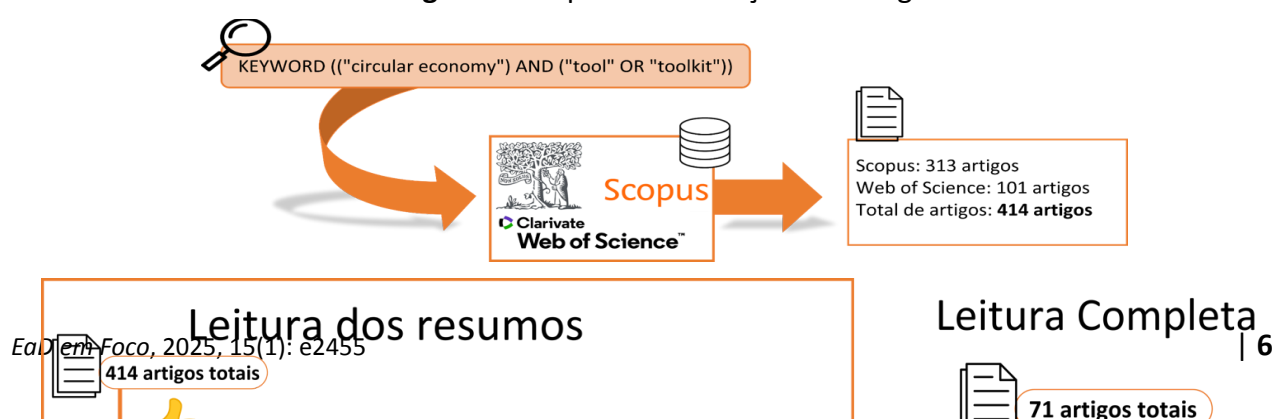 KEYWORD (("circular economy") AND ("tool" OR "toolkit"))
Scopus
Clarivate
Web of Science™
Scopus: 313 artigos
Web of Science: 101 artigos
Total de artigos: 414 artigos
Leitura dos resumos
414 artigos totais
Leitura Completa
71 artigos totais
EaD em Foco, 2025, 15(1): e2455
| 6